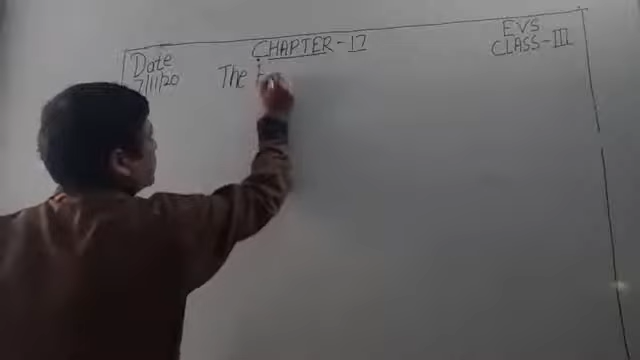 EVS
CHAPTER-17
CLASS-III
Date
7/11/20
The